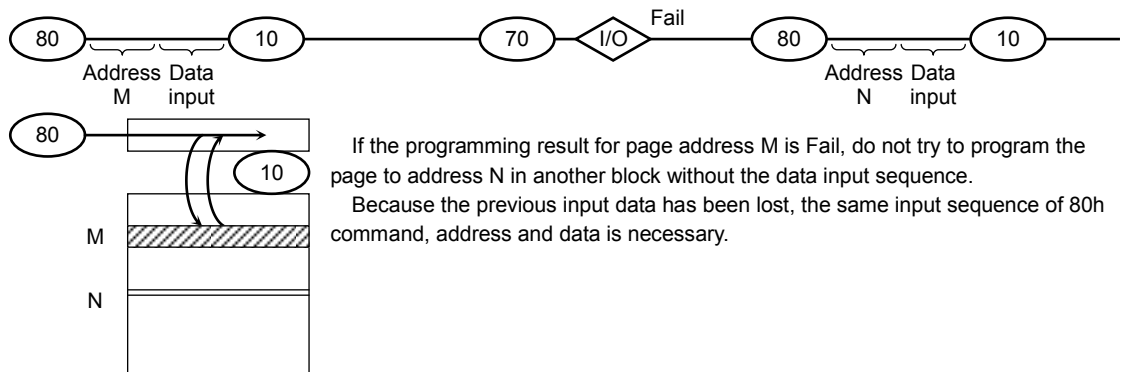 Fail
80 10 70 I/O 80 10
Address Data Address Data
M input N input
80
If the programming result for page address M is Fail, do not try to program the
10
page to address N in another block without the data input sequence.
Because the previous input data has been lost, the same input sequence of 80h
M
command, address and data is necessary.
N